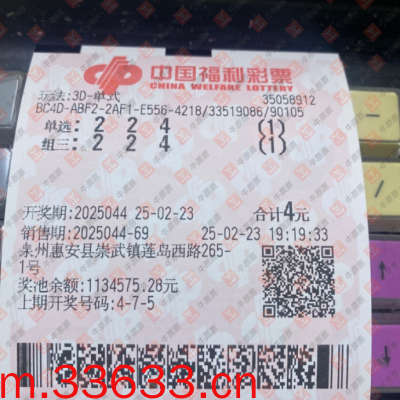 中国福利彩票
CHINA WELFARE LOTTERY
玩法:3D-单式 35058912
BC4D-ABF2-2AF1-E556-4218/33519086/90105
单选: 2 2 4 (1)
组三: 2 2 4 (1)
开奖期:2025044 25-02-23 合计4元
销售期:2025044-69 25-02-23 19:19:33
泉州惠安县崇武镇莲岛西路265-
1号
奖池余额:1134575.28元
上期开奖号码:4-7-5
m.33633.cn